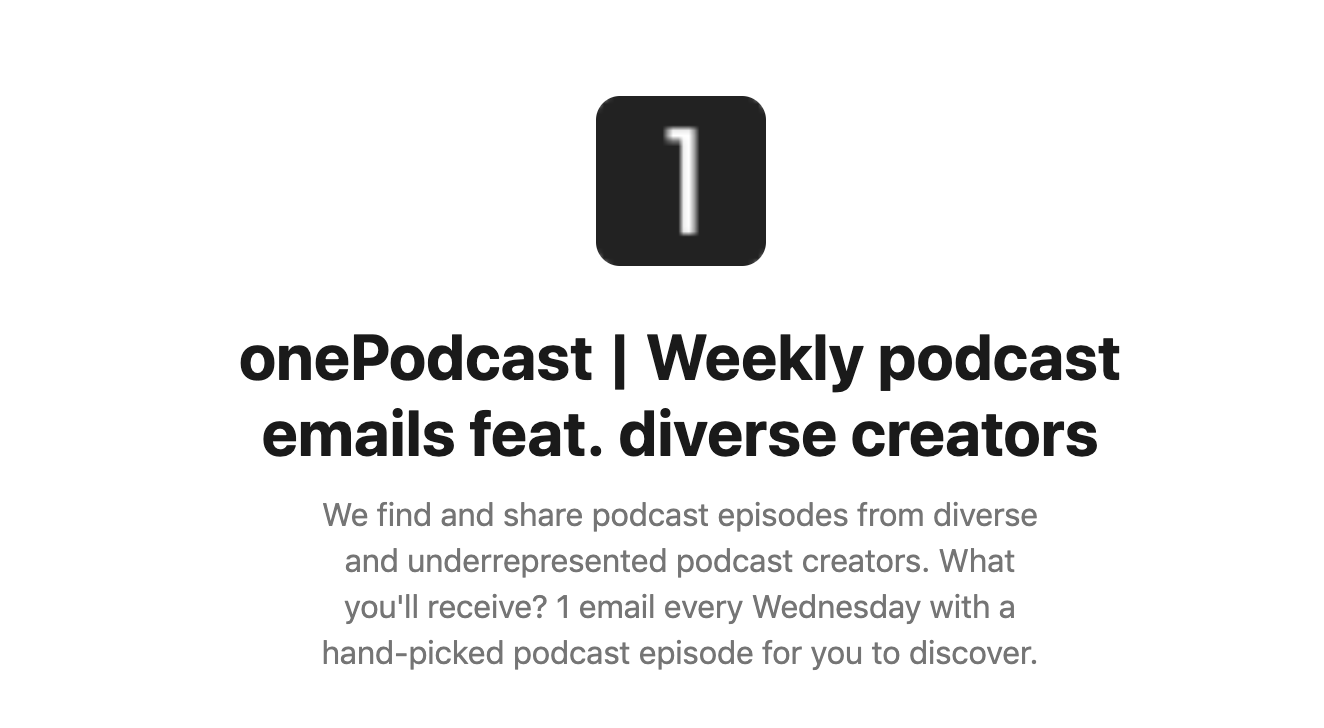 1
onePodcast | Weekly podcast
emails feat. diverse creators
We find and share podcast episodes from diverse
and underrepresented podcast creators. What
you'll receive? 1 email every Wednesday with a
hand-picked podcast episode for you to discover.